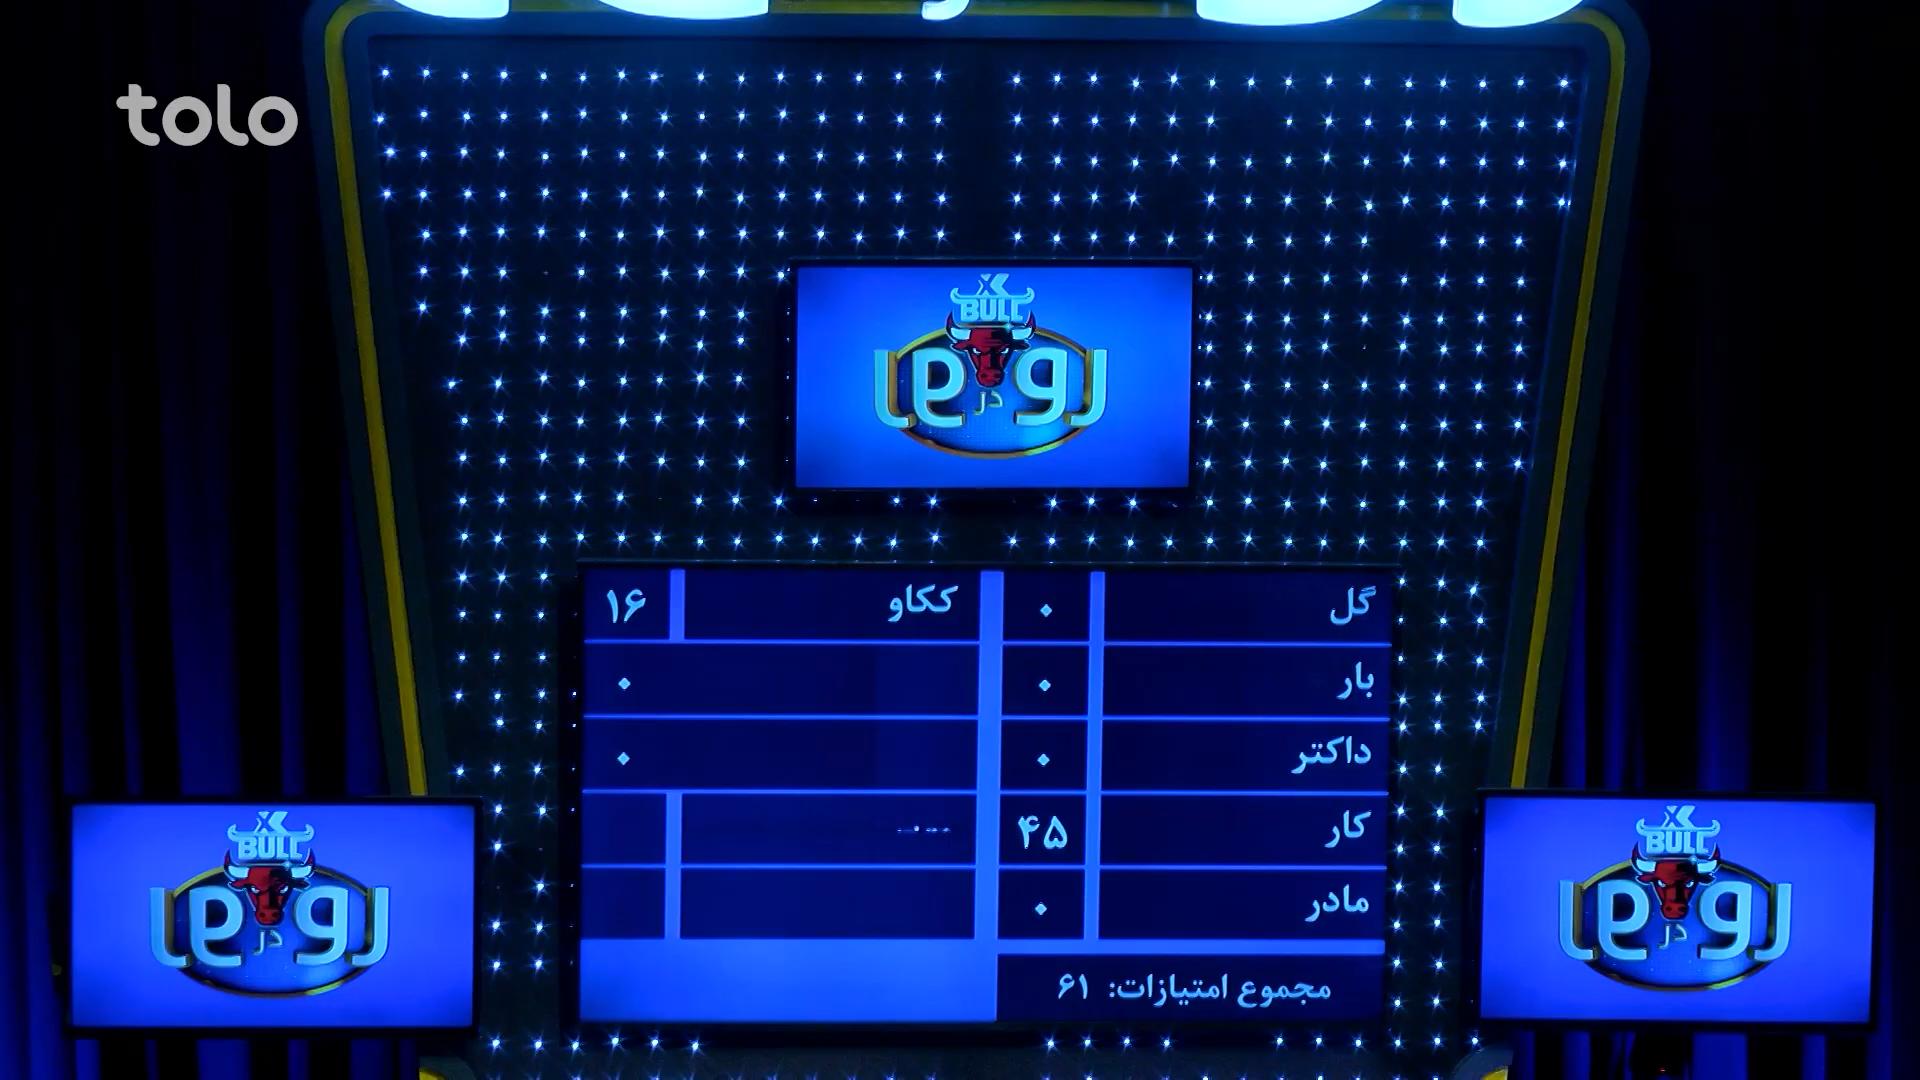 tolo
X
BULL
رو در رو
گل ۰ ککاو ۱۶
بار ۰ ۰
داکتر ۰ ۰
کار ۴۵
مادر ۰
مجموع امتیازات: ۶۱
X
BULL
رو در رو
X
BULL
رو در رو